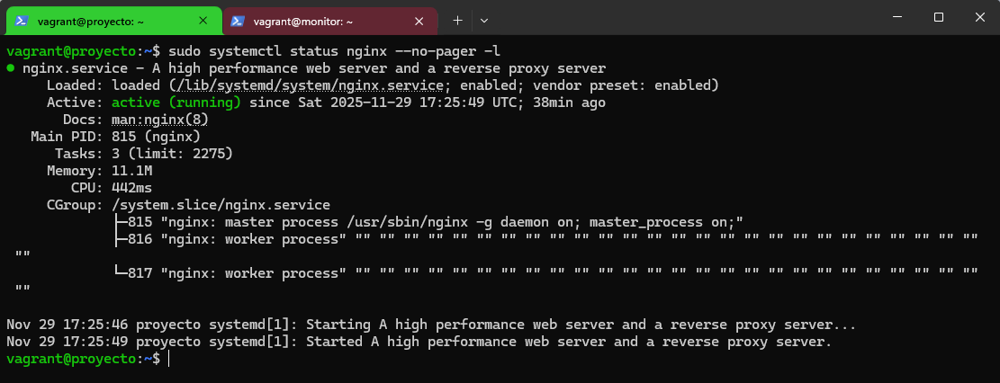 vagrant@proyecto: ~
vagrant@monitor: ~
vagrant@proyecto:~$ sudo systemctl status nginx --no-pager -l
● nginx.service - A high performance web server and a reverse proxy server
Loaded: loaded (/lib/systemd/system/nginx.service; enabled; vendor preset: enabled)
Active: active (running) since Sat 2025-11-29 17:25:49 UTC; 38min ago
Docs: man:nginx(8)
Main PID: 815 (nginx)
Tasks: 3 (limit: 2275)
Memory: 11.1M
CPU: 442ms
CGroup: /system.slice/nginx.service
├─815 "nginx: master process /usr/sbin/nginx -g daemon on; master_process on;"
├─816 "nginx: worker process" "" "" "" "" "" "" "" "" "" "" "" "" "" "" "" "" "" "" "" "" "" "" "" "" "" ""
""
└─817 "nginx: worker process" "" "" "" "" "" "" "" "" "" "" "" "" "" "" "" "" "" "" "" "" "" "" "" "" "" ""
""
Nov 29 17:25:46 proyecto systemd[1]: Starting A high performance web server and a reverse proxy server...
Nov 29 17:25:49 proyecto systemd[1]: Started A high performance web server and a reverse proxy server.
vagrant@proyecto:~$